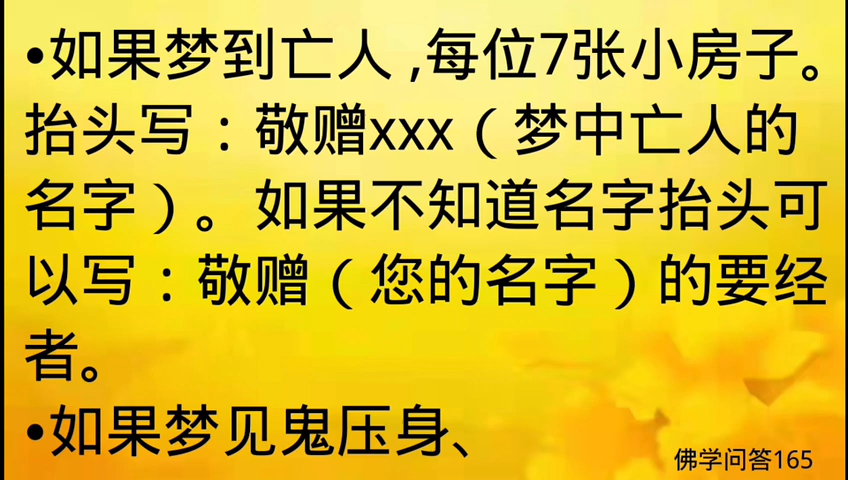 •如果梦到亡人,每位7张小房子。
抬头写：敬赠xxx（梦中亡人的
名字）。如果不知道名字抬头可
以写：敬赠（您的名字）的要经
者。
•如果梦见鬼压身、
佛学问答165